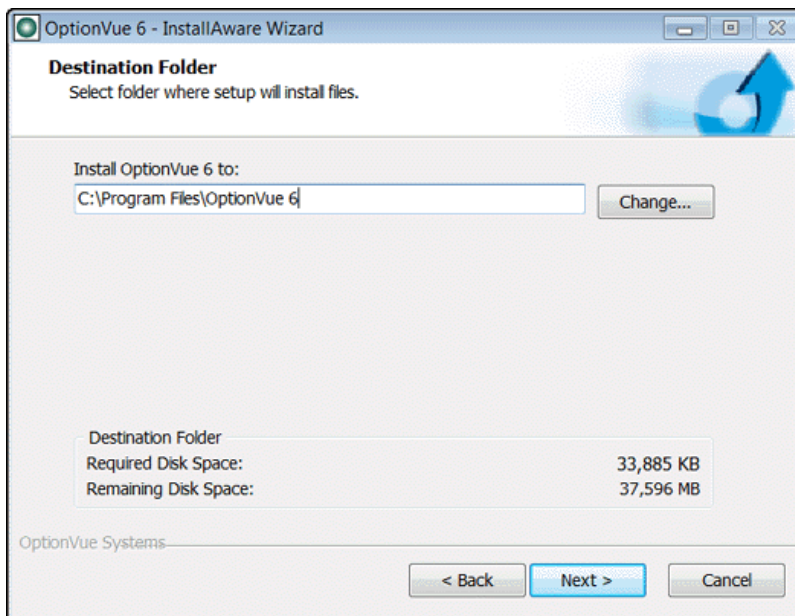 OptionVue 6 - InstallAware Wizard
Destination Folder
Select folder where setup will install files.
Install OptionVue 6 to:
C:\Program Files\OptionVue 6
Change...
Destination Folder
Required Disk Space: 33,885 KB
Remaining Disk Space: 37,596 MB
OptionVue Systems
< Back Next > Cancel